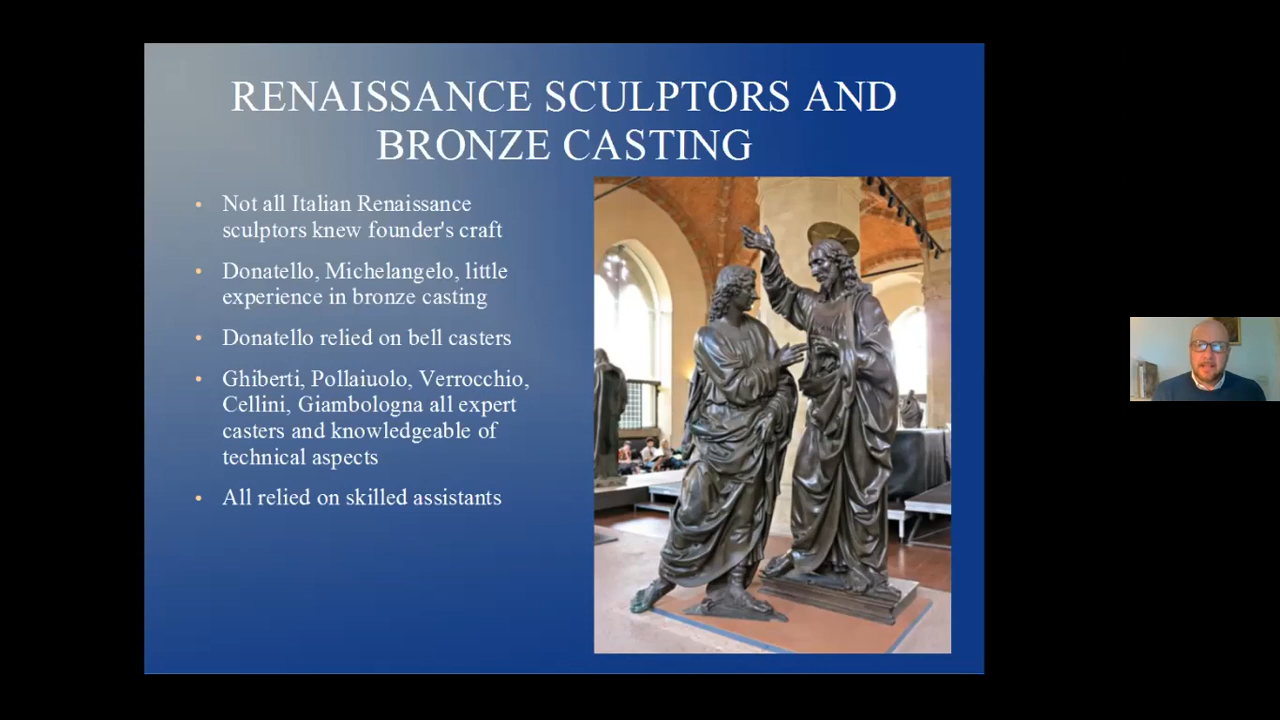 RENAISSANCE SCULPTORS AND
BRONZE CASTING
• Not all Italian Renaissance
sculptors knew founder's craft
• Donatello, Michelangelo, little
experience in bronze casting
• Donatello relied on bell casters
• Ghiberti, Pollaiuolo, Verrocchio,
Cellini, Giambologna all expert
casters and knowledgeable of
technical aspects
• All relied on skilled assistants